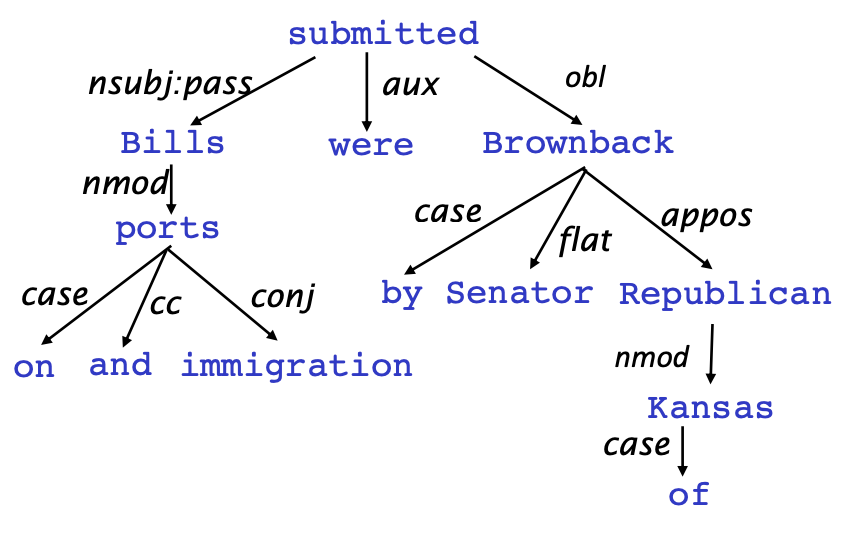 submitted
nsubj:pass aux obl
Bills were Brownback
nmod
ports
case flat appos
case cc conj
by Senator Republican
on and immigration
nmod
Kansas
case
of